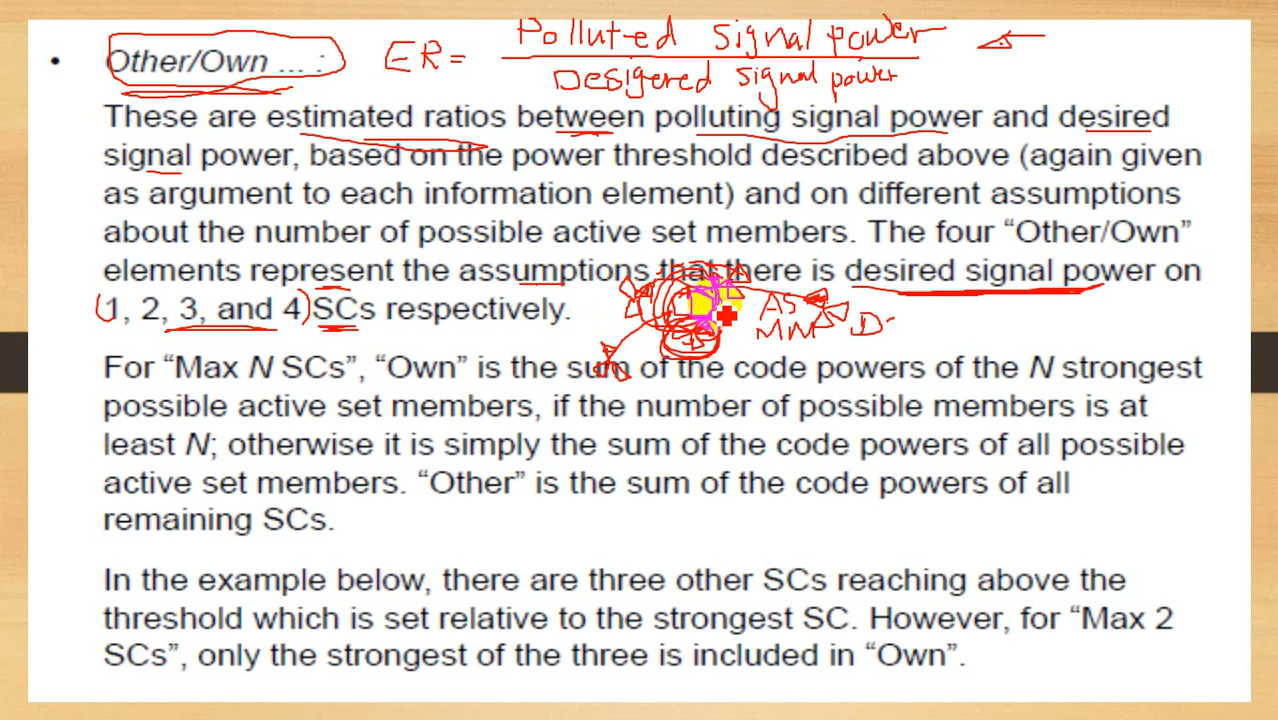 Polluted signal power
• Other/Own ... : ER =
Desigered signal power
These are estimated ratios between polluting signal power and desired
signal power, based on the power threshold described above (again given
as argument to each information element) and on different assumptions
about the number of possible active set members. The four “Other/Own”
elements represent the assumptions that there is desired signal power on
1, 2, 3, and 4 SCs respectively.
AS
MM D
For “Max N SCs”, “Own” is the sum of the code powers of the N strongest
possible active set members, if the number of possible members is at
least N; otherwise it is simply the sum of the code powers of all possible
active set members. “Other” is the sum of the code powers of all
remaining SCs.
In the example below, there are three other SCs reaching above the
threshold which is set relative to the strongest SC. However, for “Max 2
SCs”, only the strongest of the three is included in “Own”.